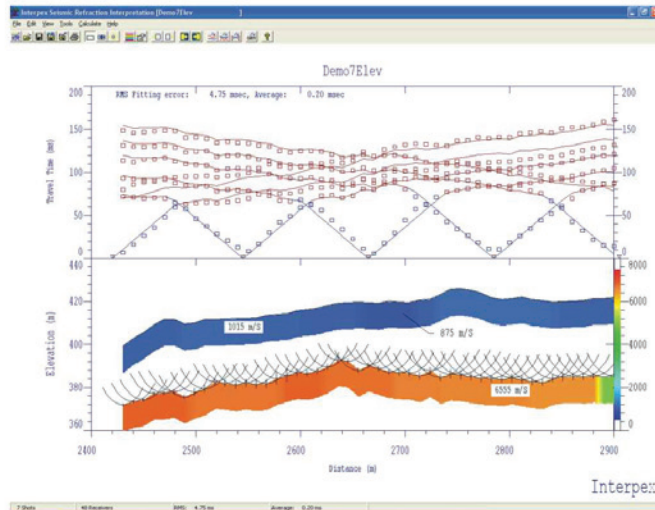 Interpex Seismic Refraction Interpretation [Demo7Elev ]
File Edit View Tools Calculate Help
Demo7Elev
RMS Fitting error: 4.75 msec, Average: 0.20 msec
200
150
100
50
0
Travel Time (ms)
200
150
100
50
0
440
420
400
380
360
Elevation (m)
1015 m/S
875 m/S
6555 m/S
8000
6000
4000
2000
0
2400 2500 2600 2700 2800 2900
Distance (m)
Interpex
7 Shots 48 Receivers RMS: 4.75 ms Average: 0.20 ms